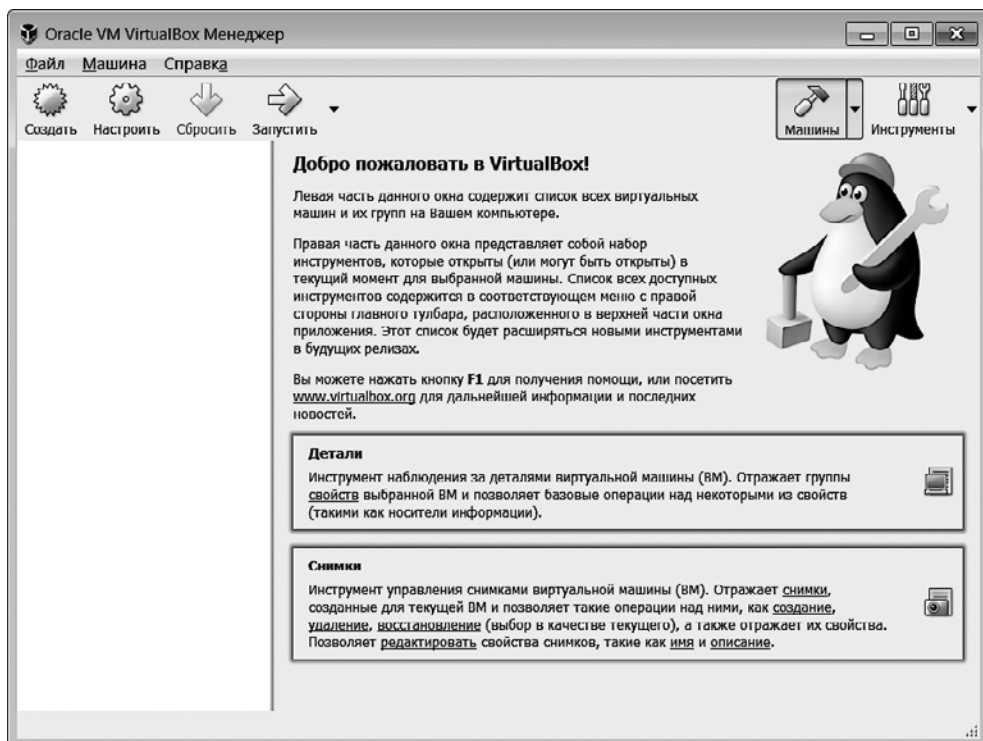 Oracle VM VirtualBox Менеджер
Файл Машина Справка
Создать Настроить Сбросить Запустить Машины Инструменты
Добро пожаловать в VirtualBox!
Левая часть данного окна содержит список всех виртуальных
машин и их групп на Вашем компьютере.
Правая часть данного окна представляет собой набор
инструментов, которые открыты (или могут быть открыты) в
текущий момент для выбранной машины. Список всех доступных
инструментов содержится в соответствующем меню с правой
стороны главного тулбара, расположенного в верхней части окна
приложения. Этот список будет расширяться новыми инструментами
в будущих релизах.
Вы можете нажать кнопку F1 для получения помощи, или посетить
www.virtualbox.org для дальнейшей информации и последних
новостей.
Детали
Инструмент наблюдения за деталями виртуальной машины (ВМ). Отражает группы
свойств выбранной ВМ и позволяет базовые операции над некоторыми из свойств
(такими как носители информации).
Снимки
Инструмент управления снимками виртуальной машины (ВМ). Отражает снимки,
созданные для текущей ВМ и позволяет такие операции над ними, как создание,
удаление, восстановление (выбор в качестве текущего), а также отражает их свойства.
Позволяет редактировать свойства снимков, такие как имя и описание.